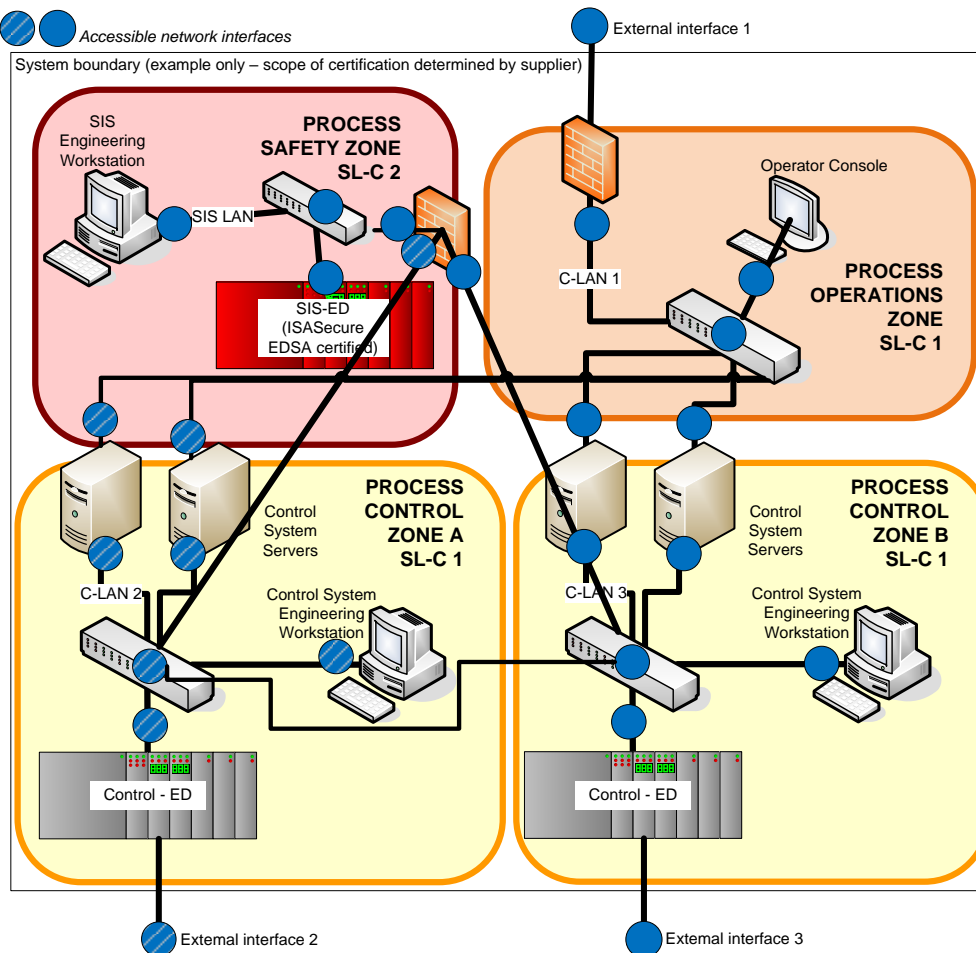 Accessible network interfaces
External interface 1
System boundary (example only – scope of certification determined by supplier)
SIS
Engineering
Workstation
PROCESS
SAFETY ZONE
SL-C 2
SIS LAN
SIS-ED
(ISASecure
EDSA certified)
Operator Console
C-LAN 1
PROCESS
OPERATIONS
ZONE
SL-C 1
PROCESS
CONTROL
ZONE A
SL-C 1
Control
System
Servers
C-LAN 2
Control System
Engineering
Workstation
Control - ED
PROCESS
CONTROL
ZONE B
SL-C 1
Control
System
Servers
C-LAN 3
Control System
Engineering
Workstation
Control - ED
External interface 2
External interface 3